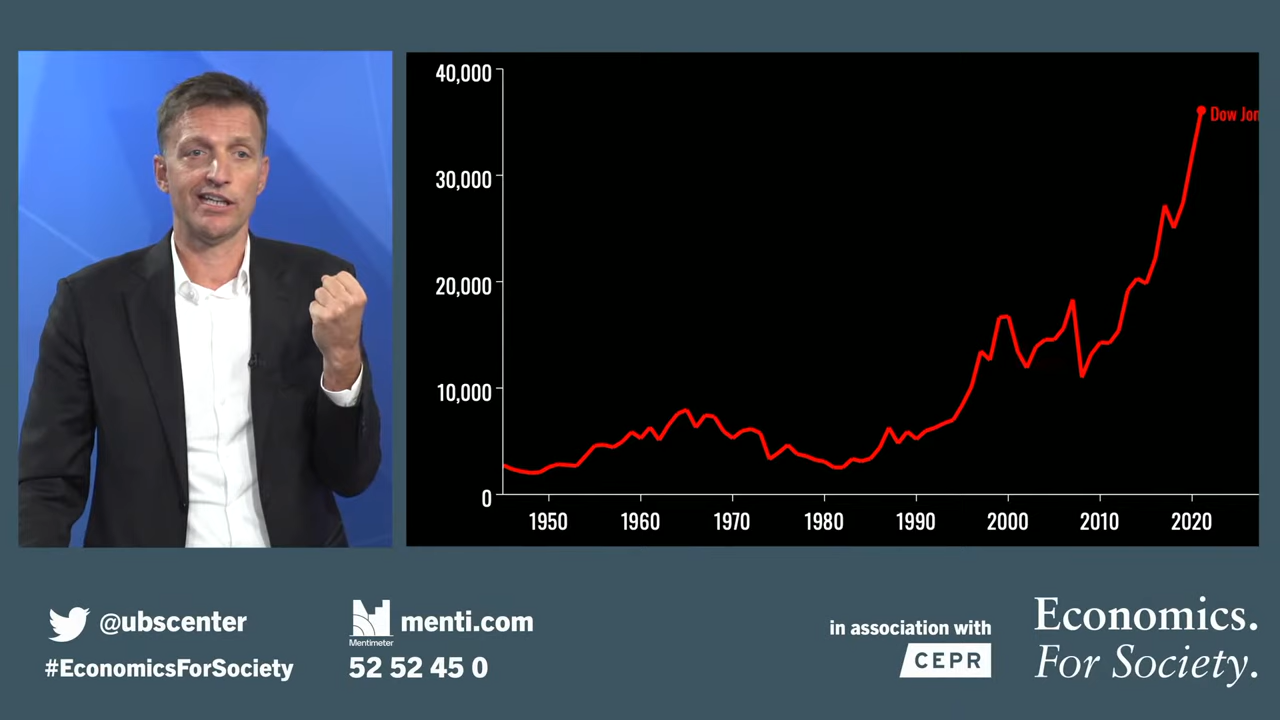 40,000
30,000
20,000
10,000
0
Dow Jon
1950 1960 1970 1980 1990 2000 2010 2020
@ubscenter
#EconomicsForSociety
Mentimeter
menti.com
52 52 45 0
in association with
CEPR
Economics.
For Society.